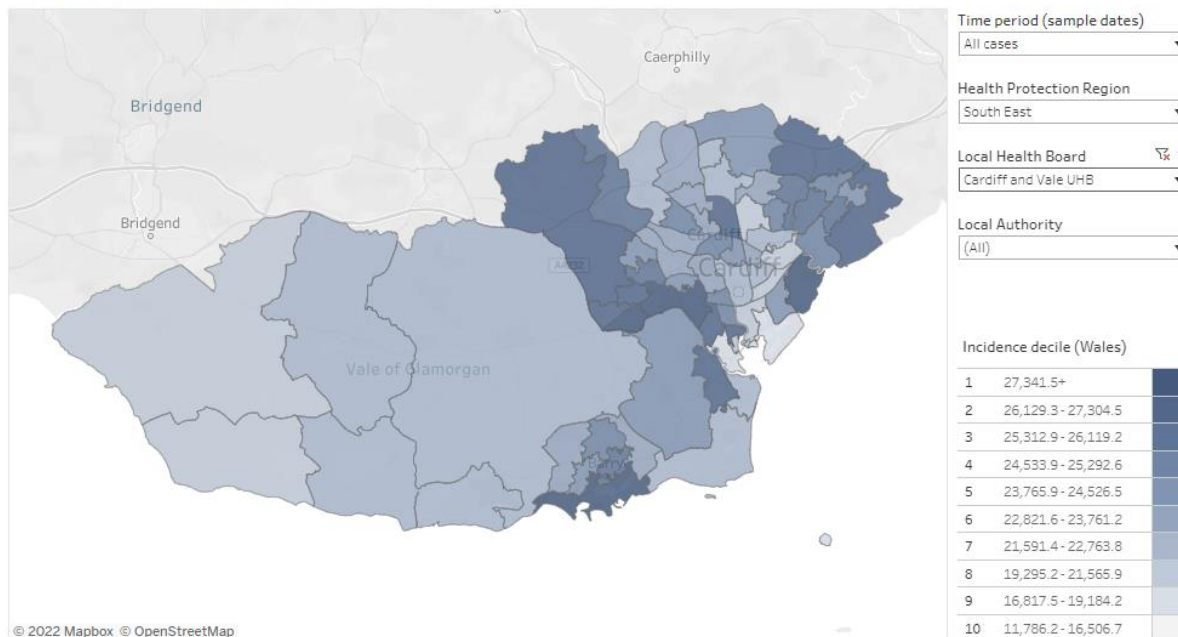 Time period (sample dates)
All cases
Health Protection Region
South East
Local Health Board
Cardiff and Vale UHB
Local Authority
(All)
Caerphilly
Bridgend
Bridgend
Cardiff
Cardiff
A4232
Vale of Glamorgan
Barry
Incidence decile (Wales)
1 27,341.5+
2 26,129.3 - 27,304.5
3 25,312.9 - 26,119.2
4 24,533.9 - 25,292.6
5 23,765.9 - 24,526.5
6 22,821.6 - 23,761.2
7 21,591.4 - 22,763.8
8 19,295.2 - 21,565.9
9 16,817.5 - 19,184.2
10 11,786.2 - 16,506.7
© 2022 Mapbox © OpenStreetMap